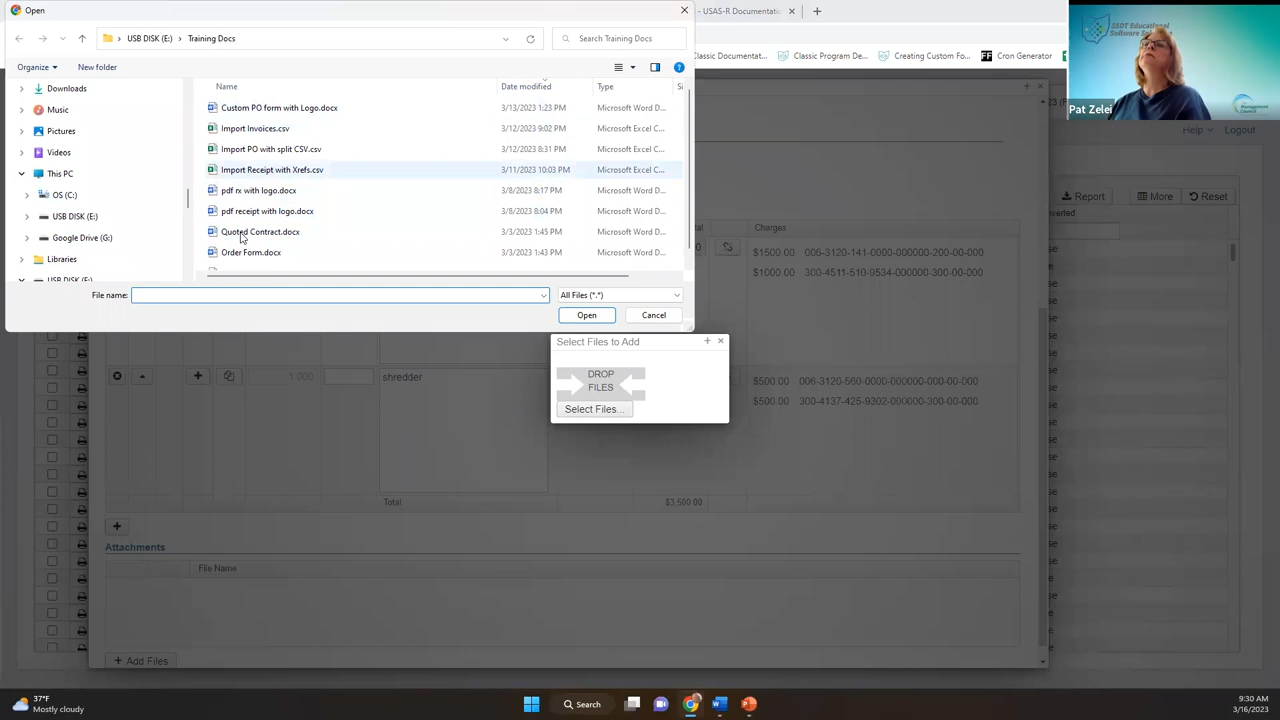 Open
- USAS-R Documentatio
USB DISK (E:) Training Docs
Search Training Docs
Organize
New folder
Classic Documentat...
Classic Program De...
Creating Custom Fo...
Cron Generator
Name
Date modified
Type
Si
Downloads
Music
Pictures
Videos
This PC
OS (C:)
USB DISK (E:)
Google Drive (G:)
Libraries
Custom PO form with Logo.docx 3/13/2023 1:23 PM Microsoft Word D...
Import Invoices.csv 3/12/2023 9:02 PM Microsoft Excel C...
Import PO with split CSV.csv 3/12/2023 8:31 PM Microsoft Excel C...
Import Receipt with Xrefs.csv 3/11/2023 10:03 PM Microsoft Excel C...
pdf rx with logo.docx 3/8/2023 8:17 PM Microsoft Word D...
pdf receipt with logo.docx 3/8/2023 8:04 PM Microsoft Word D...
Quoted Contract.docx 3/3/2023 1:45 PM Microsoft Word D...
Order Form.docx 3/3/2023 1:43 PM Microsoft Word D...
File name:
All Files (*.*)
Open
Cancel
SSDT Educational
Software
Management
Council
Pat Zelei
Help
Logout
Report
More
Reset
Charges
$1500.00 006-3120-141-0000-000000-200-00-000
$1000.00 300-4511-510-9534-000000-300-00-000
Select Files to Add
DROP
FILES
Select Files...
1.000
shredder
$500.00 006-3120-560-0000-000000-000-00-000
$500.00 300-4137-425-9302-000000-300-00-000
Total:
$3,500.00
Attachments
File Name
Add Files
37°F
Mostly cloudy
Search
9:30 AM
3/16/2023